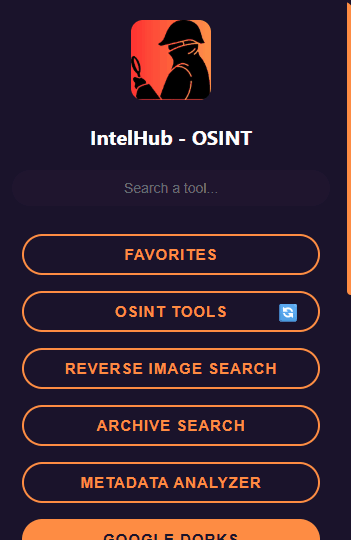 IntelHub - OSINT
Search a tool...
FAVORITES
OSINT TOOLS
REVERSE IMAGE SEARCH
ARCHIVE SEARCH
METADATA ANALYZER
GOOGLE DORKS